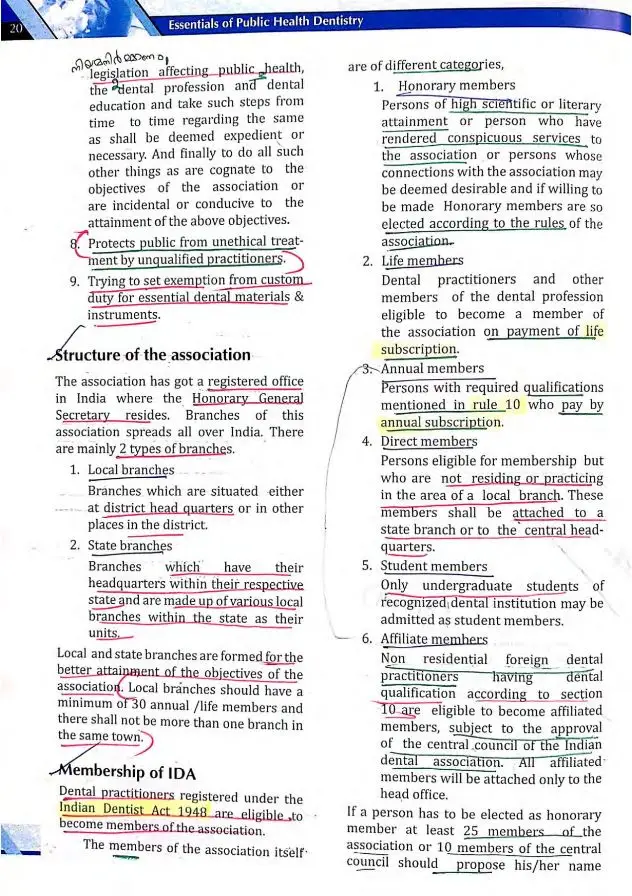 20
Essentials of Public Health Dentistry
നിയമനിർമ്മാണം
legislation affecting public health,
the dental profession and dental
education and take such steps from
time to time regarding the same
as shall be deemed expedient or
necessary. And finally to do all such
other things as are cognate to the
objectives of the association or
are incidental or conducive to the
attainment of the above objectives.
8. Protects public from unethical treat-
ment by unqualified practitioners.
9. Trying to set exemption from custom
duty for essential dental materials &
instruments.
Structure of the association
The association has got a registered office
in India where the Honorary General
Secretary resides. Branches of this
association spreads all over India. There
are mainly 2 types of branches.
1. Local branches
Branches which are situated either
at district head quarters or in other
places in the district.
2. State branches
Branches which have their
headquarters within their respective
state and are made up of various local
branches within the state as their
units.
Local and state branches are formed for the
better attainment of the objectives of the
association. Local branches should have a
minimum of 30 annual /life members and
there shall not be more than one branch in
the same town.
Membership of IDA
Dental practitioners registered under the
Indian Dentist Act 1948 are eligible to
become members of the association.
The members of the association itself
are of different categories,
1. Honorary members
Persons of high scientific or literary
attainment or person who have
rendered conspicuous services to
the association or persons whose
connections with the association may
be deemed desirable and if willing to
be made Honorary members are so
elected according to the rules of the
association.
2. Life members
Dental practitioners and other
members of the dental profession
eligible to become a member of
the association on payment of life
subscription.
3. Annual members
Persons with required qualifications
mentioned in rule 10 who pay by
annual subscription.
4. Direct members
Persons eligible for membership but
who are not residing or practicing
in the area of a local branch. These
members shall be attached to a
state branch or to the central head-
quarters.
5. Student members
Only undergraduate students of
recognized dental institution may be
admitted as student members.
6. Affiliate members
Non residential foreign dental
practitioners having dental
qualification according to section
10 are eligible to become affiliated
members, subject to the approval
of the central council of the Indian
dental association. All affiliated
members will be attached only to the
head office.
If a person has to be elected as honorary
member at least 25 members of the
association or 10 members of the central
council should propose his/her name